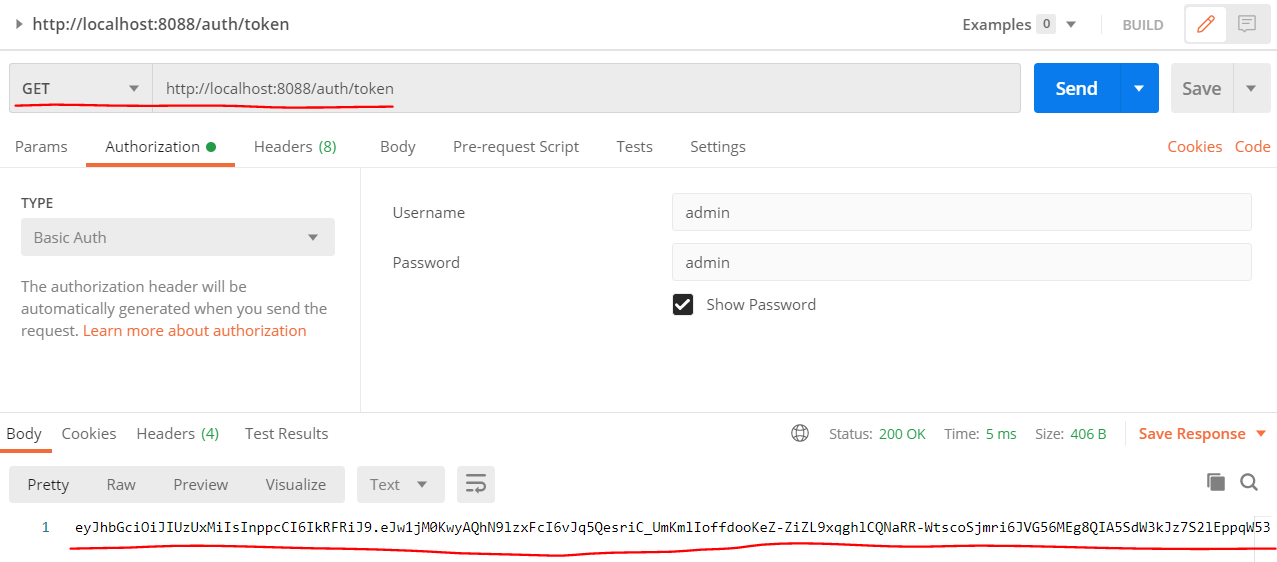 http://localhost:8088/auth/token Examples 0 BUILD
GET http://localhost:8088/auth/token Send Save
Params Authorization Headers (8) Body Pre-request Script Tests Settings Cookies Code
TYPE
Basic Auth
The authorization header will be
automatically generated when you send the
request. Learn more about authorization
Username admin
Password admin
Show Password
Body Cookies Headers (4) Test Results Status: 200 OK Time: 5 ms Size: 406 B Save Response
Pretty Raw Preview Visualize Text
1 eyJhbGciOiJIUzUxMiIsInppcCI6IkRFRiJ9.eJw1jM0KwyAQhN9lzxFcI6vJq5QesriC_UmKmlIoffdooKeZ-ZiZL9xqghlCQNaRR-WtscoSjmri6JVG56MEg8QIA5SdW3kJz7S2lEppqW53